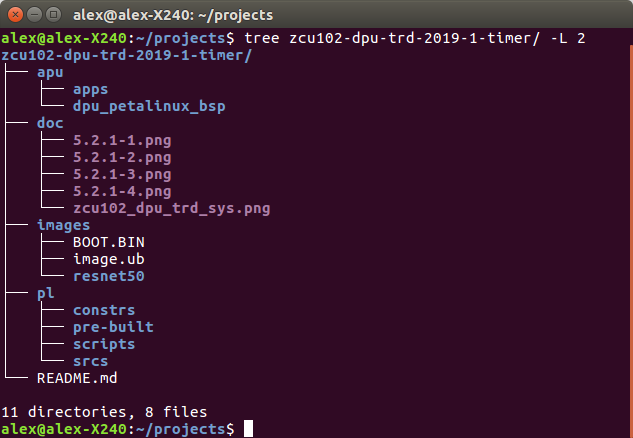 alex@alex-X240: ~/projects
alex@alex-X240:~/projects$ tree zcu102-dpu-trd-2019-1-timer/ -L 2
zcu102-dpu-trd-2019-1-timer/
├── apu
│   ├── apps
│   └── dpu_petalinux_bsp
├── doc
│   ├── 5.2.1-1.png
│   ├── 5.2.1-2.png
│   ├── 5.2.1-3.png
│   ├── 5.2.1-4.png
│   └── zcu102_dpu_trd_sys.png
├── images
│   ├── BOOT.BIN
│   ├── image.ub
│   └── resnet50
├── pl
│   ├── constrs
│   ├── pre-built
│   ├── scripts
│   └── srcs
└── README.md
11 directories, 8 files
alex@alex-X240:~/projects$